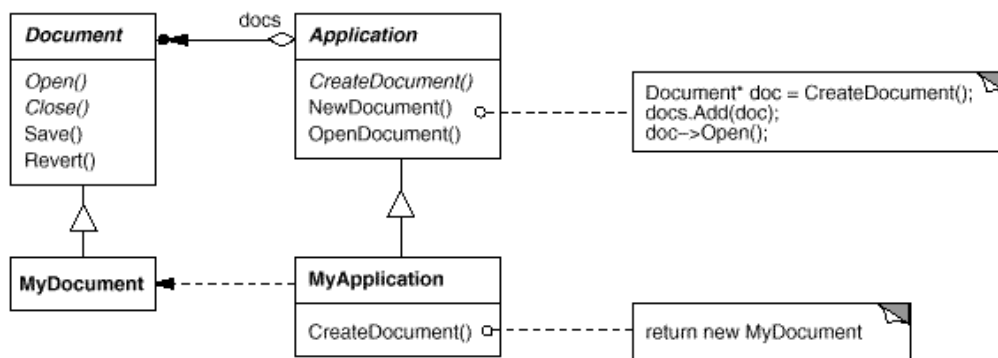 docs
Document
Open()
Close()
Save()
Revert()
Application
CreateDocument()
NewDocument()
OpenDocument()
Document* doc = CreateDocument();
docs.Add(doc);
doc->Open();
MyDocument
MyApplication
CreateDocument()
return new MyDocument